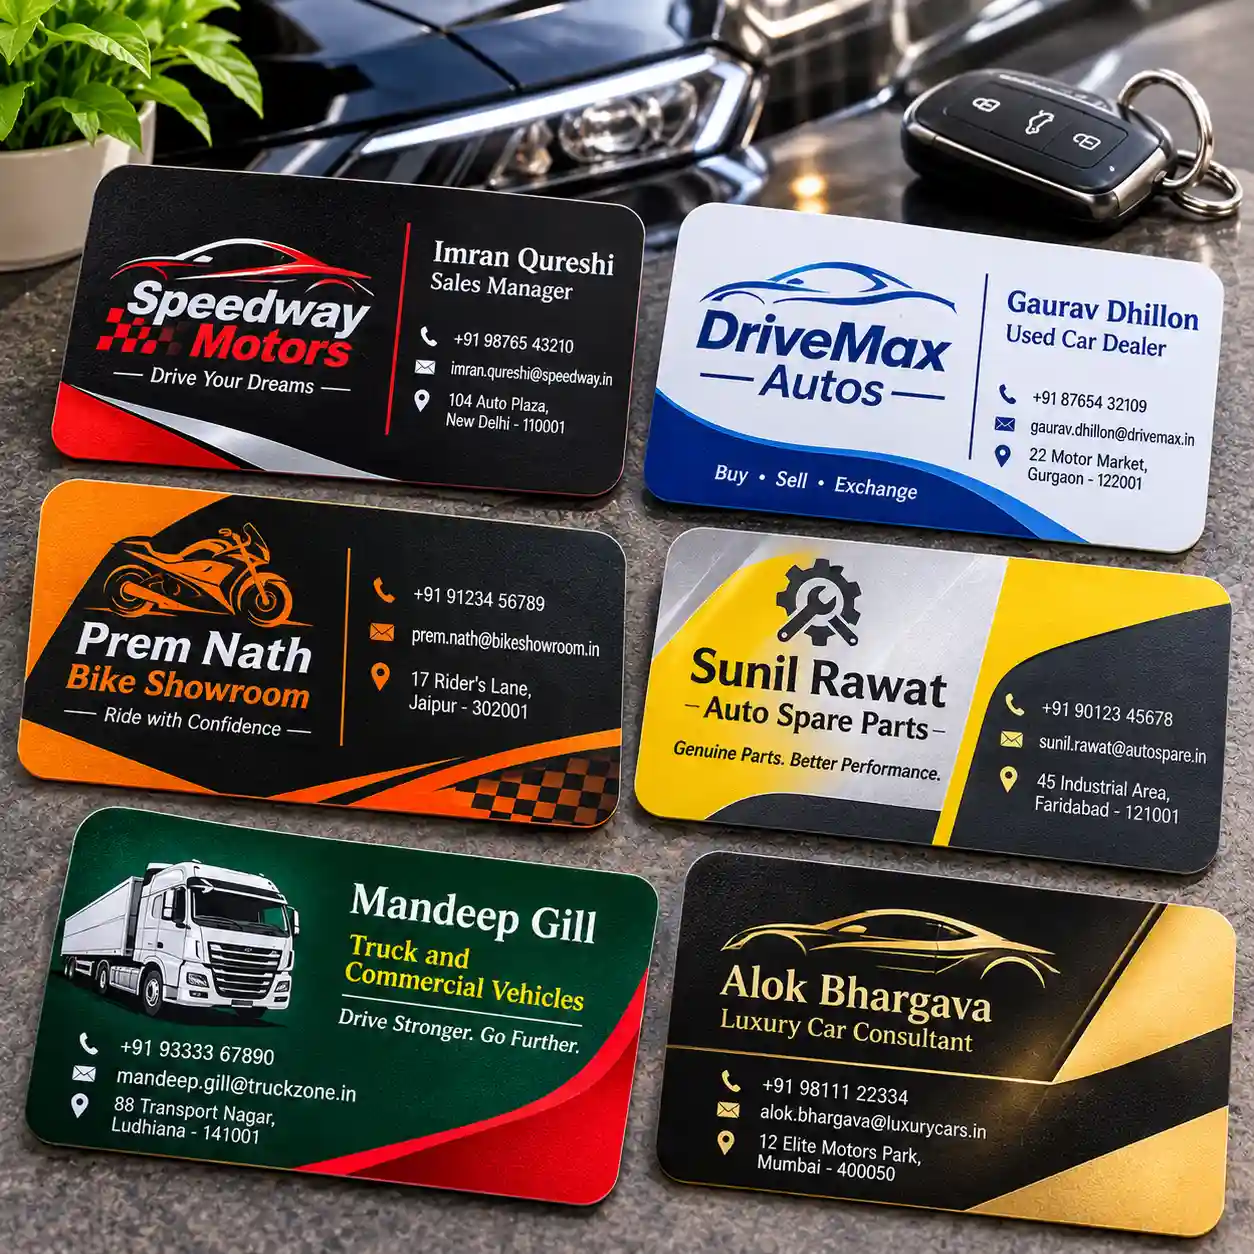 Speedway
Motors
— Drive Your Dreams —
Imran Qureshi
Sales Manager
+91 98765 43210
imran.qureshi@speedway.in
104 Auto Plaza,
New Delhi - 110001
DriveMax
— Autos —
Buy • Sell • Exchange
Gaurav Dhillon
Used Car Dealer
+91 87654 32109
gaurav.dhillon@drivemax.in
22 Motor Market,
Gurgaon - 122001
Prem Nath
Bike Showroom
— Ride with Confidence —
+91 91234 56789
prem.nath@bikeshowroom.in
17 Rider's Lane,
Jaipur - 302001
Sunil Rawat
- Auto Spare Parts -
Genuine Parts. Better Performance.
+91 90123 45678
sunil.rawat@autospare.in
45 Industrial Area,
Faridabad - 121001
Mandeep Gill
Truck and
Commercial Vehicles
Drive Stronger. Go Further.
+91 93333 67890
mandeep.gill@truckzone.in
88 Transport Nagar,
Ludhiana - 141001
Alok Bhargava
Luxury Car Consultant
+91 98111 22334
alok.bhargava@luxurycars.in
12 Elite Motors Park,
Mumbai - 400050